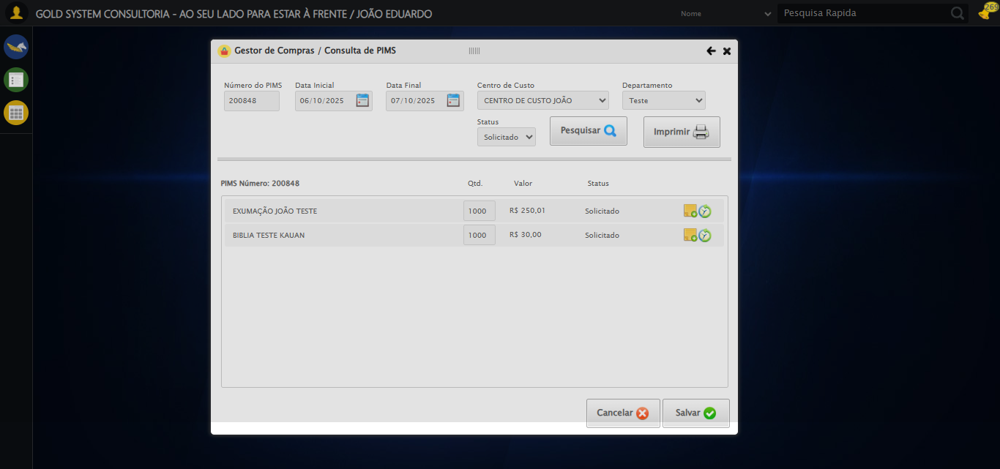 GOLD SYSTEM CONSULTORIA - AO SEU LADO PARA ESTAR À FRENTE / JOÃO EDUARDO
Nome
Pesquisa Rapida
269
Gestor de Compras / Consulta de PIMS
Número do PIMS
Data Inicial
Data Final
Centro de Custo
Departamento
200848
06/10/2025
07/10/2025
CENTRO DE CUSTO JOÃO
Teste
Status
Solicitado
Pesquisar
Imprimir
PIMS Número: 200848
Qtd.
Valor
Status
EXUMAÇÃO JOÃO TESTE
1000
R$ 250,01
Solicitado
BIBLIA TESTE KAUAN
1000
R$ 30,00
Solicitado
Cancelar
Salvar